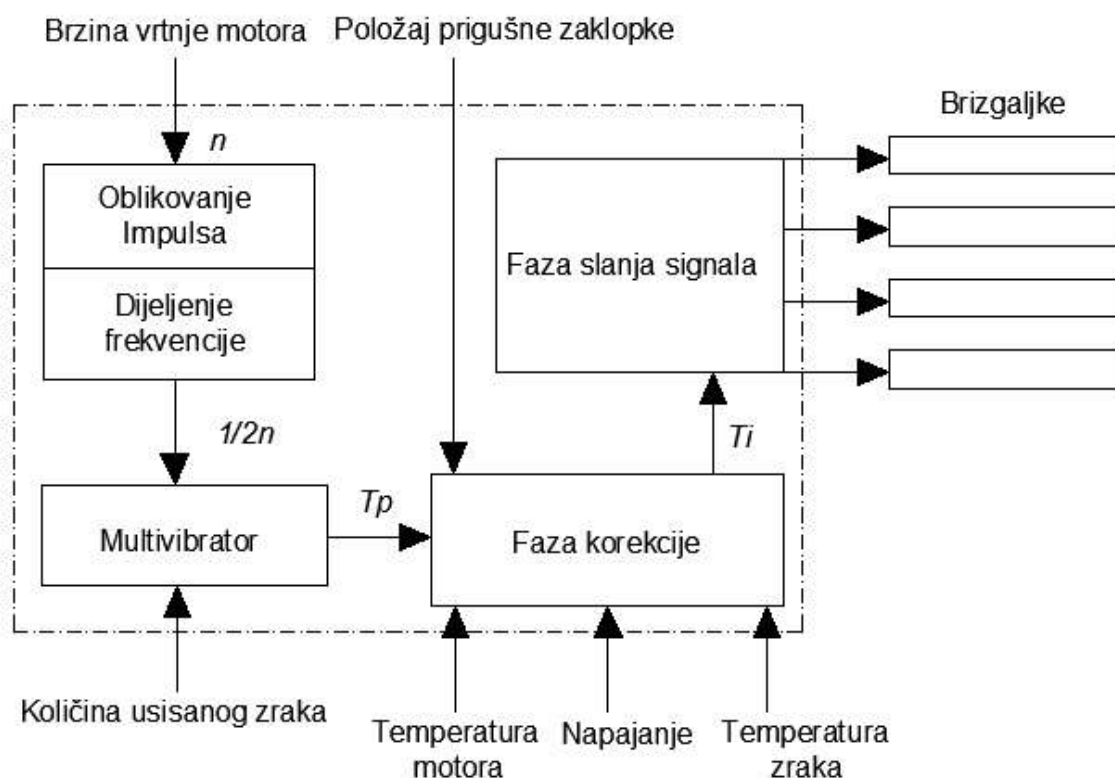 Brzina vrtnje motora
Položaj prigušne zaklopke
Brizgaljke
n
Oblikovanje
Impulsa
Dijeljenje
frekvencije
Faza slanja signala
1/2n
Ti
Tp
Multivibrator
Faza korekcije
Količina usisanog zraka
Temperatura
motora
Napajanje
Temperatura
zraka